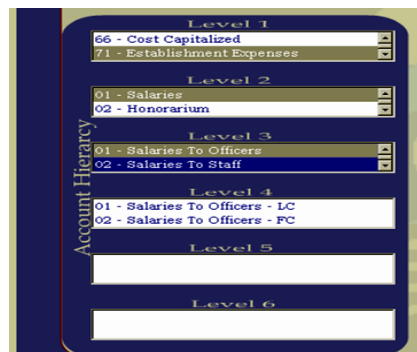 Account Hierarcy
Level 1
66 - Cost Capitalized
71 - Establishment Expenses
Level 2
01 - Salaries
02 - Honorarium
Level 3
01 - Salaries To Officers
02 - Salaries To Staff
Level 4
01 - Salaries To Officers - LC
02 - Salaries To Officers - FC
Level 5
Level 6